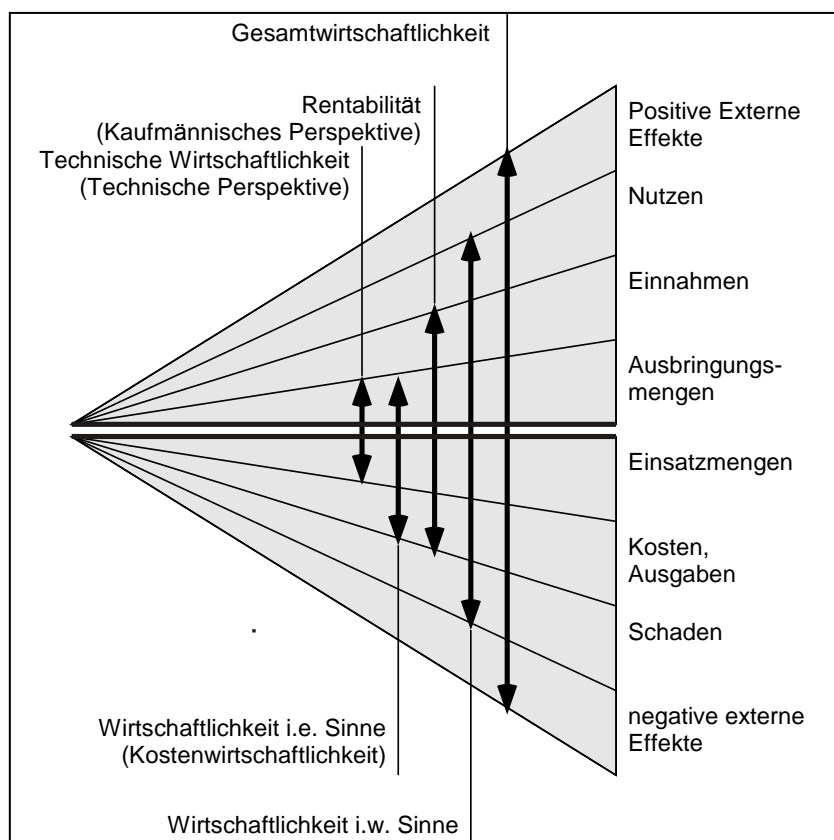 Gesamtwirtschaftlichkeit
Rentabilität
(Kaufmännisches Perspektive)
Technische Wirtschaftlichkeit
(Technische Perspektive)
Positive Externe
Effekte
Nutzen
Einnahmen
Ausbringungs-
mengen
Einsatzmengen
Kosten,
Ausgaben
Schaden
negative externe
Effekte
Wirtschaftlichkeit i.e. Sinne
(Kostenwirtschaftlichkeit)
Wirtschaftlichkeit i.w. Sinne